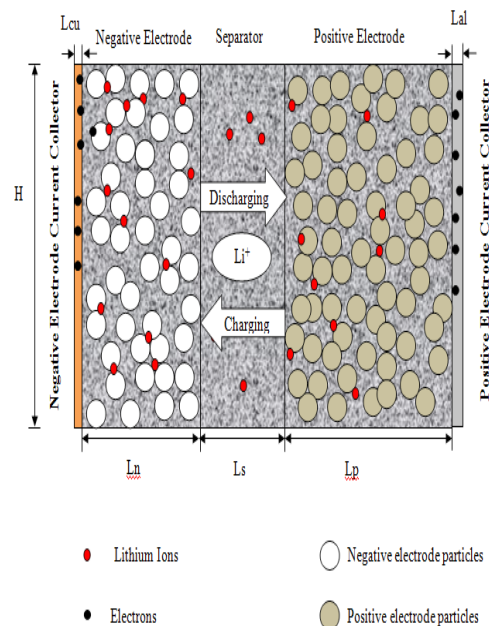 Lcu
Lal
Negative Electrode
Separator
Positive Electrode
H
Negative Electrode Current Collector
Discharging
Li⁺
Charging
Positive Electrode Current Collector
Ln
Ls
Lp
Lithium Ions
Negative electrode particles
Electrons
Positive electrode particles